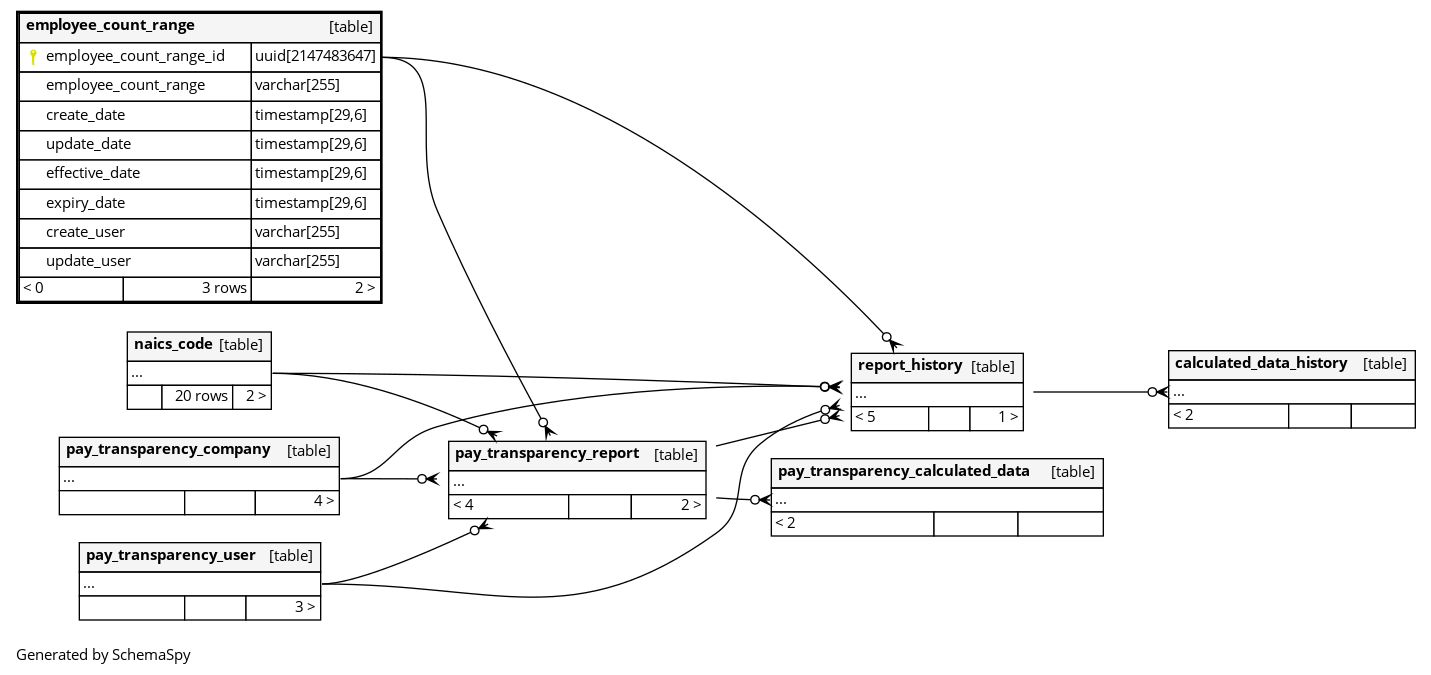 employee_count_range [table]
employee_count_range_id uuid[2147483647]
employee_count_range varchar[255]
create_date timestamp[29,6]
update_date timestamp[29,6]
effective_date timestamp[29,6]
expiry_date timestamp[29,6]
create_user varchar[255]
update_user varchar[255]
< 0 3 rows 2 >
naics_code [table]
...
20 rows 2 >
pay_transparency_company [table]
...
4 >
pay_transparency_user [table]
...
3 >
pay_transparency_report [table]
...
< 4 2 >
report_history [table]
...
< 5 1 >
pay_transparency_calculated_data [table]
...
< 2
calculated_data_history [table]
...
< 2
Generated by SchemaSpy